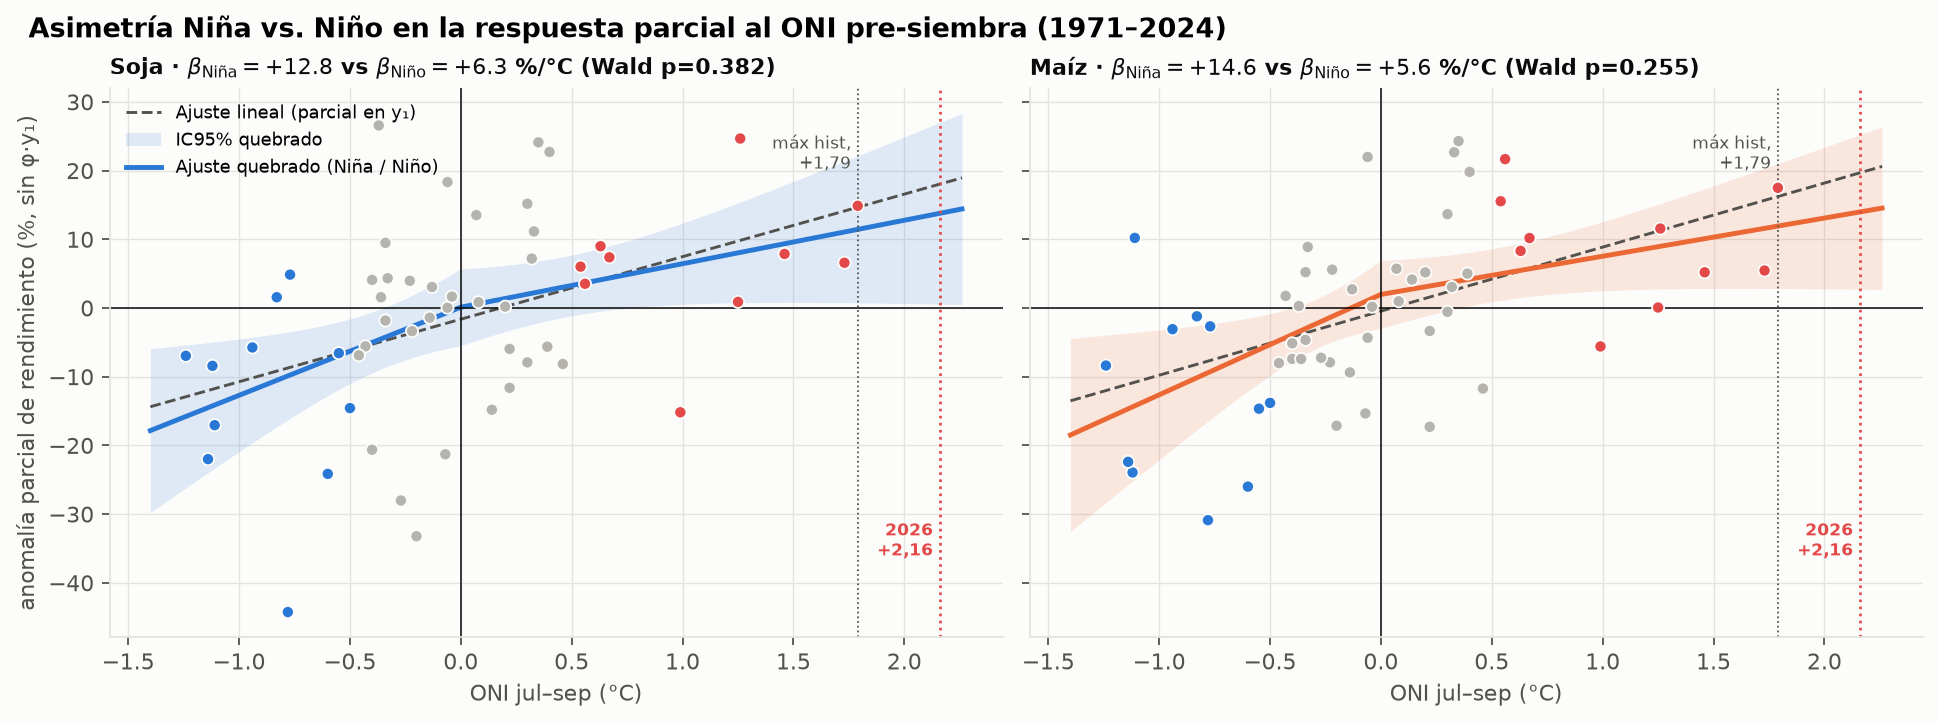 Asimetría Niña vs. Niño en la respuesta parcial al ONI pre-siembra (1971–2024)
Soja · βNiña = +12.8 vs βNiño = +6.3 %/°C (Wald p=0.382)
Maíz · βNiña = +14.6 vs βNiño = +5.6 %/°C (Wald p=0.255)
anomalía parcial de rendimiento (%, sin φ·y₁)
30
20
10
0
−10
−20
−30
−40
Ajuste lineal (parcial en y₁)
IC95% quebrado
Ajuste quebrado (Niña / Niño)
máx hist,
+1,79
2026
+2,16
máx hist,
+1,79
2026
+2,16
−1.5 −1.0 −0.5 0.0 0.5 1.0 1.5 2.0
−1.5 −1.0 −0.5 0.0 0.5 1.0 1.5 2.0
ONI jul–sep (°C)
ONI jul–sep (°C)